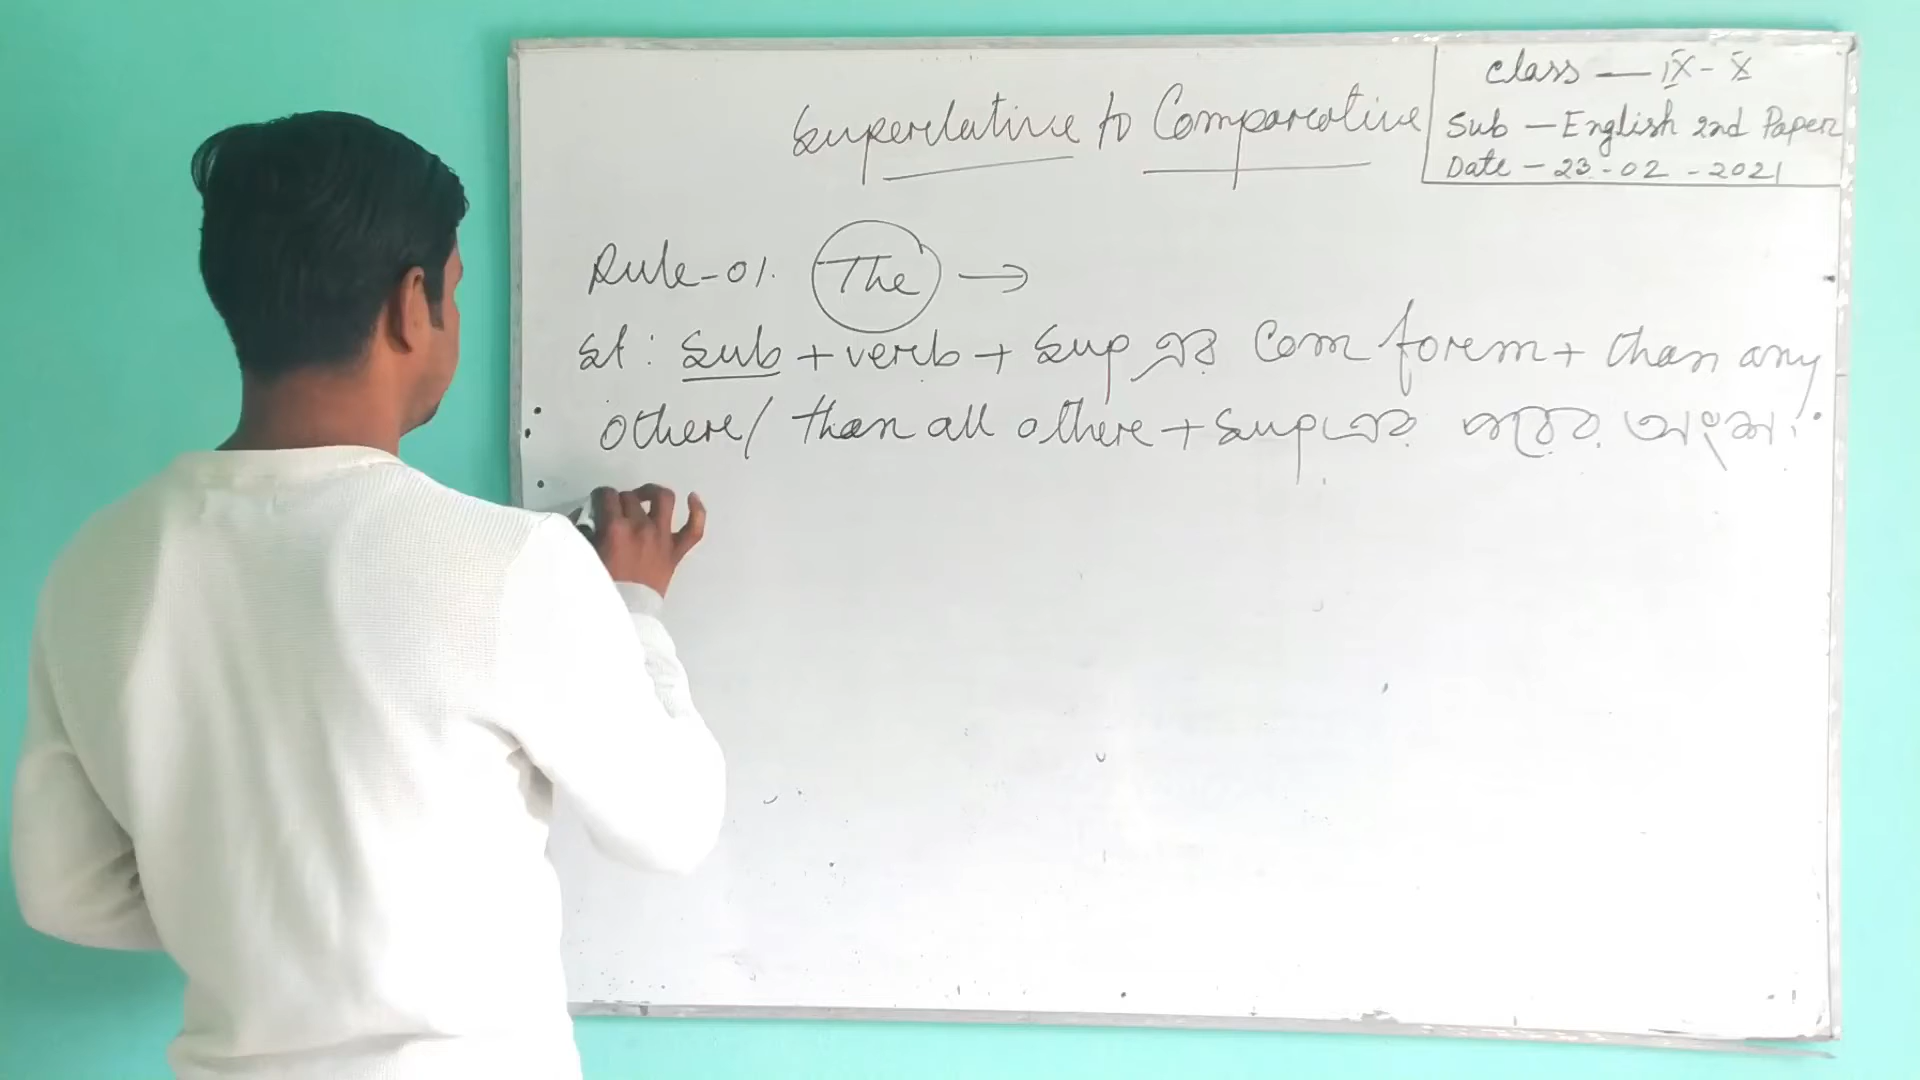 Superlative to Comparative
Class — IX - X
Sub — English 2nd Paper
Date - 23-02-2021
Rule-01. The →
st: Sub + verb + Sup এর Com form + than any
other / than all other + Sup এর পরের অংশ।